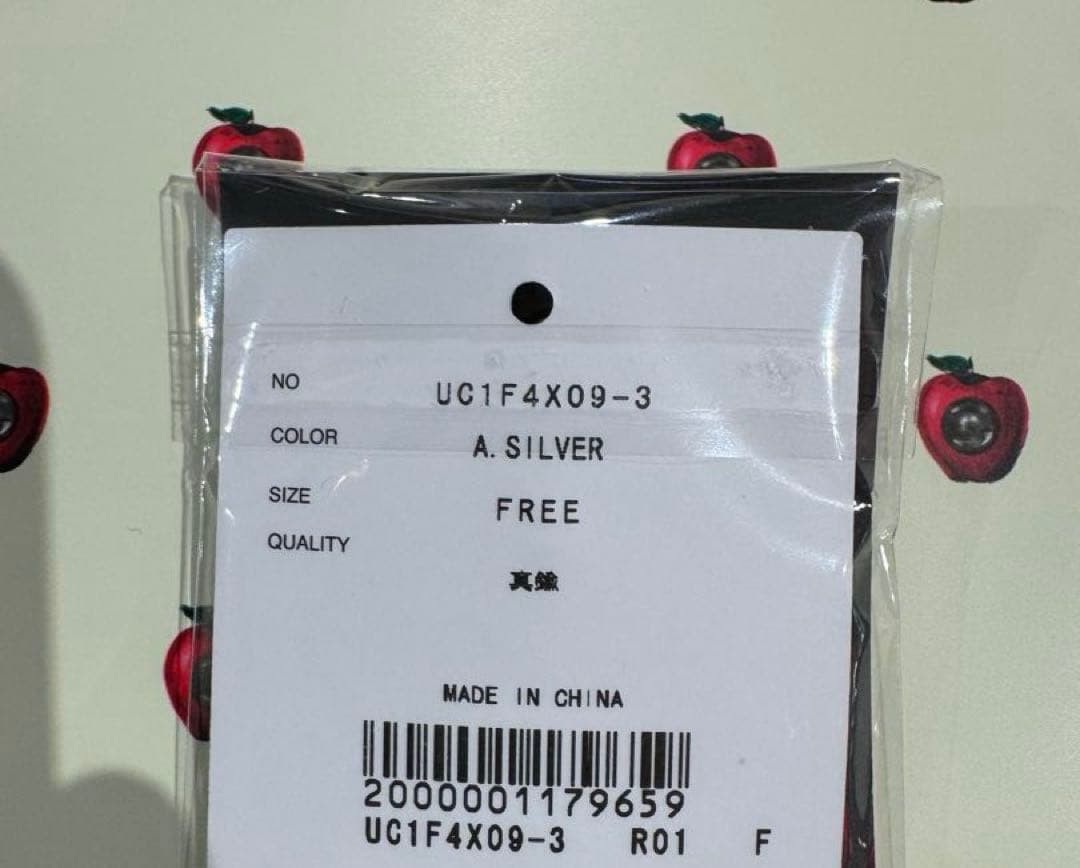 NO UC1F4X09-3
COLOR A.SILVER
SIZE FREE
QUALITY
真鍮
MADE IN CHINA
2000001179659
UC1F4X09-3 R01 F